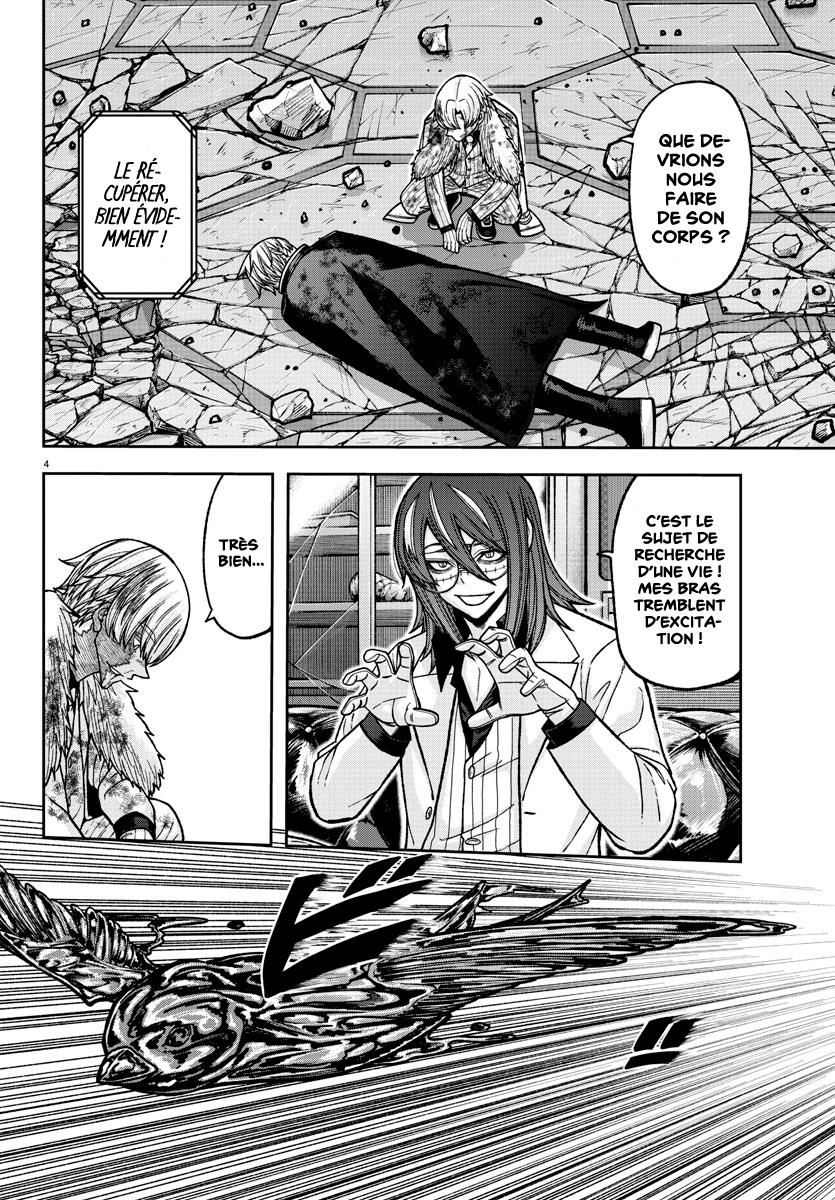 QUE DE-
VRIONS
NOUS
FAIRE
DE SON
CORPS ?
LE RÉ-
CUPÉRER,
BIEN ÉVIDE-
MMENT !
4
C'EST LE
SUJET DE
RECHERCHE
D'UNE VIE !
MES BRAS
TREMBLENT
D'EXCITA-
TION !
TRÈS
BIEN...
ビ